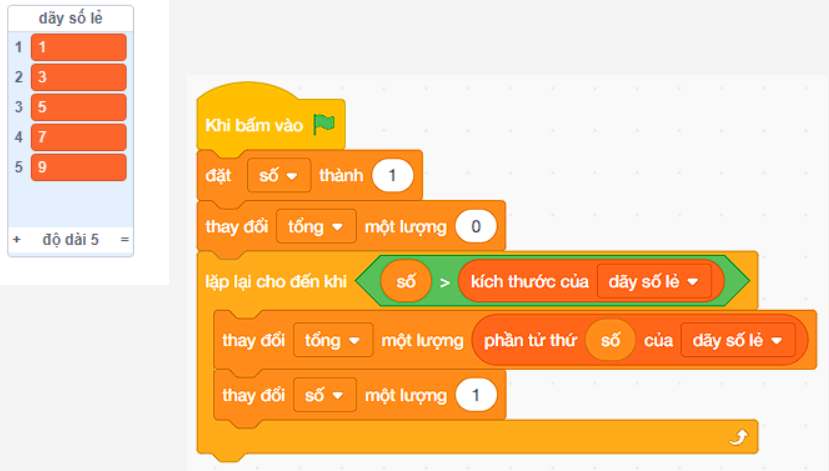 dãy số lẻ
1 1
2 3
3 5
4 7
5 9
+ độ dài 5 =
Khi bấm vào
đặt số thành 1
thay đổi tổng một lượng 0
lặp lại cho đến khi số > kích thước của dãy số lẻ
thay đổi tổng một lượng phần tử thứ số của dãy số lẻ
thay đổi số một lượng 1